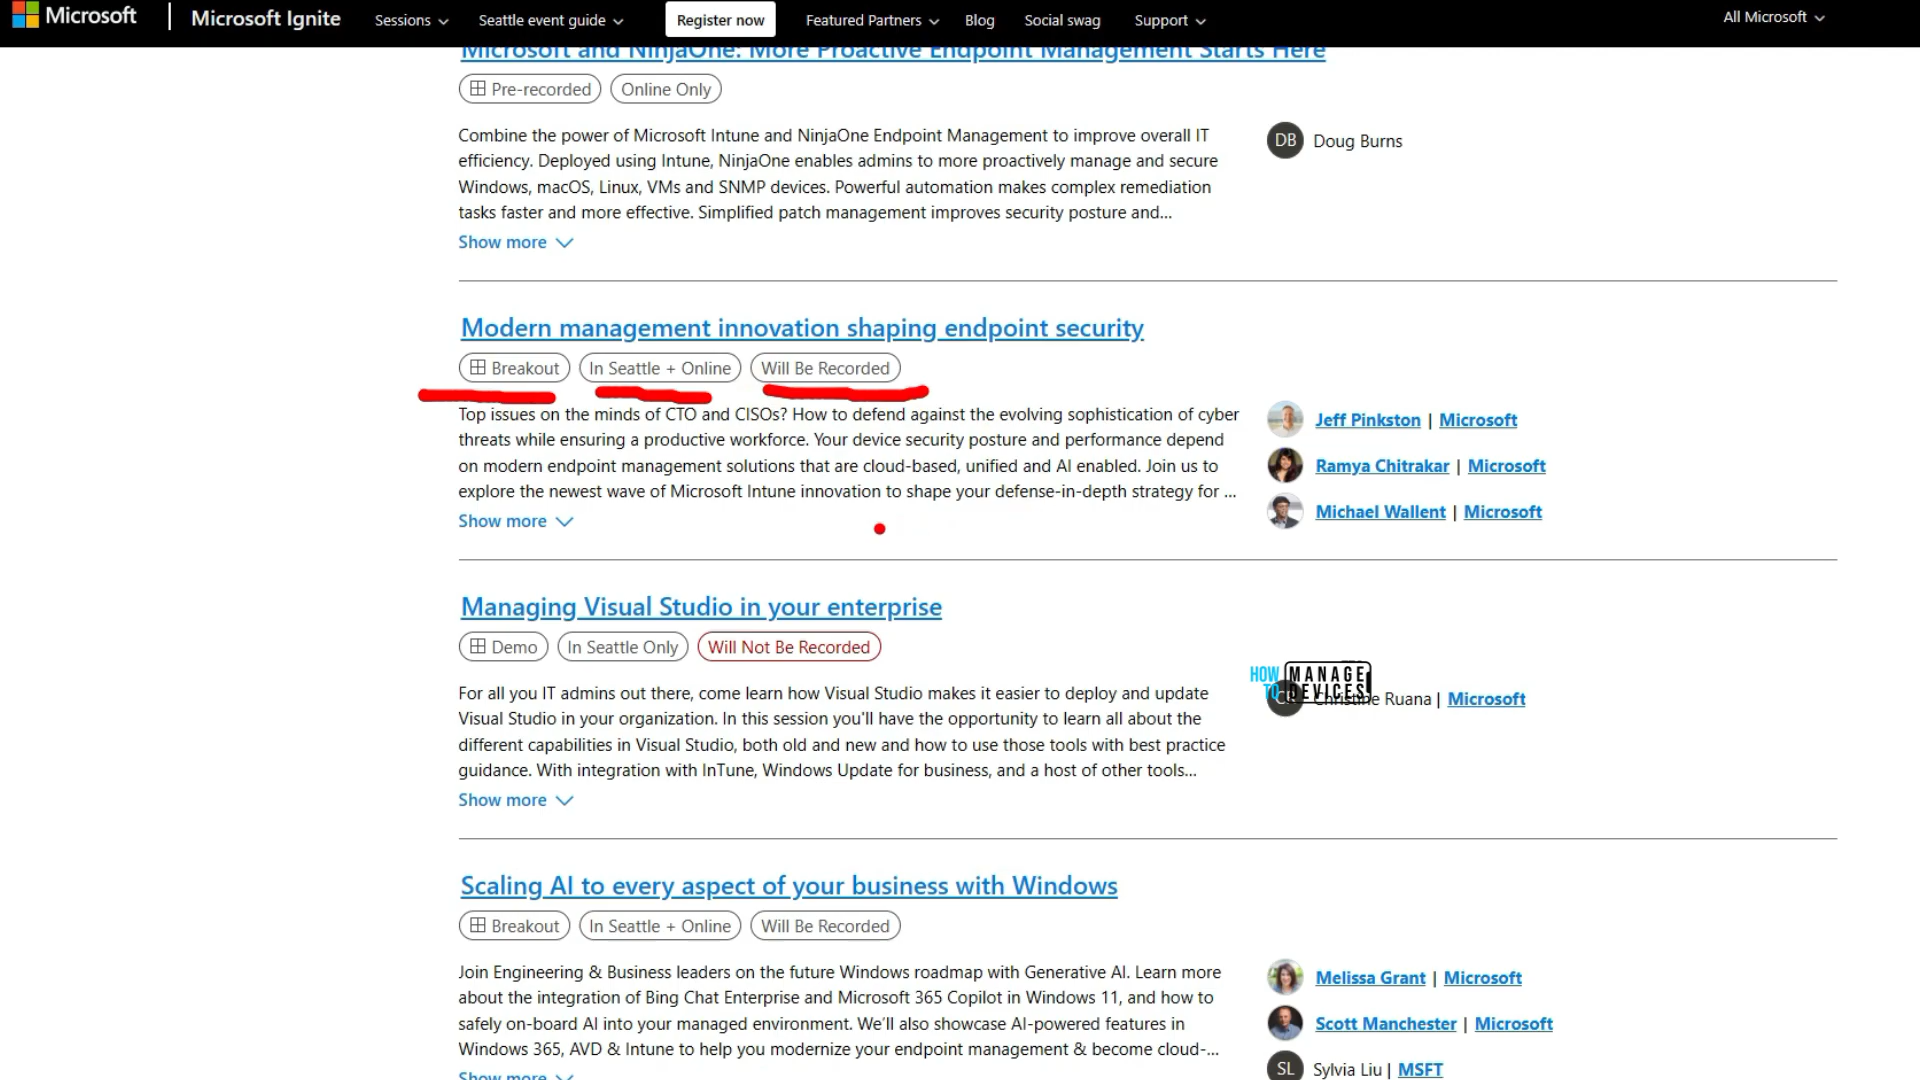 Microsoft | Microsoft Ignite Sessions Seattle event guide Register now Featured Partners Blog Social swag Support All Microsoft
Microsoft and NinjaOne: More Proactive Endpoint Management Starts Here
Pre-recorded Online Only
Combine the power of Microsoft Intune and NinjaOne Endpoint Management to improve overall IT
efficiency. Deployed using Intune, NinjaOne enables admins to more proactively manage and secure
Windows, macOS, Linux, VMs and SNMP devices. Powerful automation makes complex remediation
tasks faster and more effective. Simplified patch management improves security posture and...
Show more
DB Doug Burns
Modern management innovation shaping endpoint security
Breakout In Seattle + Online Will Be Recorded
Top issues on the minds of CTO and CISOs? How to defend against the evolving sophistication of cyber
threats while ensuring a productive workforce. Your device security posture and performance depend
on modern endpoint management solutions that are cloud-based, unified and AI enabled. Join us to
explore the newest wave of Microsoft Intune innovation to shape your defense-in-depth strategy for ...
Show more
Jeff Pinkston | Microsoft
Ramya Chitrakar | Microsoft
Michael Wallent | Microsoft
Managing Visual Studio in your enterprise
Demo In Seattle Only Will Not Be Recorded
For all you IT admins out there, come learn how Visual Studio makes it easier to deploy and update
Visual Studio in your organization. In this session you'll have the opportunity to learn all about the
different capabilities in Visual Studio, both old and new and how to use those tools with best practice
guidance. With integration with InTune, Windows Update for business, and a host of other tools...
Show more
HOW TO MANAGE DEVICES
CR Christine Ruana | Microsoft
Scaling AI to every aspect of your business with Windows
Breakout In Seattle + Online Will Be Recorded
Join Engineering & Business leaders on the future Windows roadmap with Generative AI. Learn more
about the integration of Bing Chat Enterprise and Microsoft 365 Copilot in Windows 11, and how to
safely on-board AI into your managed environment. We'll also showcase AI-powered features in
Windows 365, AVD & Intune to help you modernize your endpoint management & become cloud-...
Show more
Melissa Grant | Microsoft
Scott Manchester | Microsoft
SL Sylvia Liu | MSFT